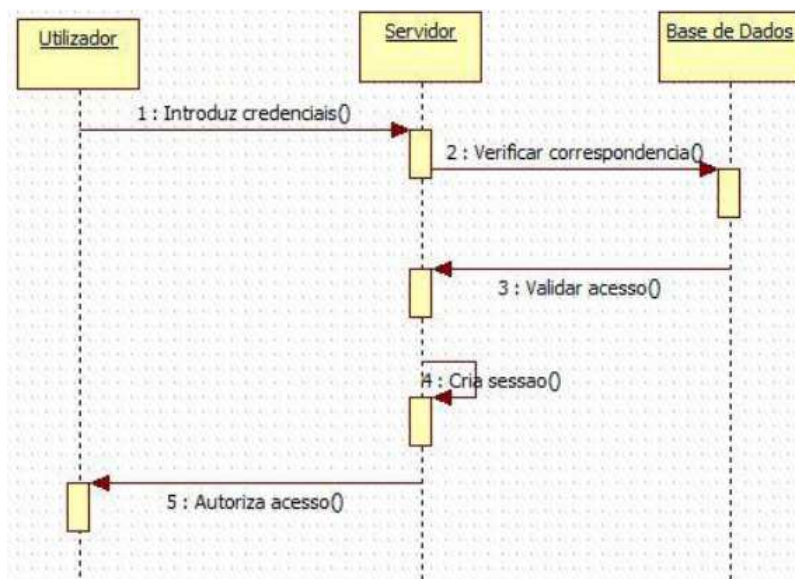 Utilizador
Servidor
Base de Dados
1 : Introduz credenciais()
2 : Verificar correspondencia()
3 : Validar acesso()
4 : Cria sessao()
5 : Autoriza acesso()